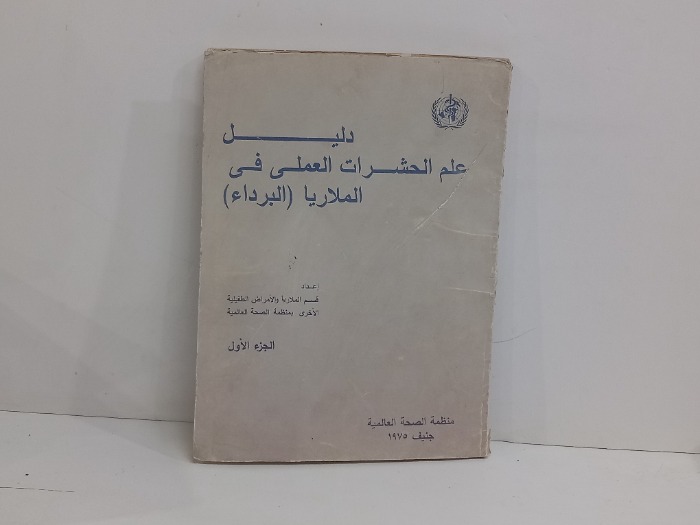 دليل
علم الحشرات العملى فى
الملاريا (البرداء)
إعداد
قسم الملاريا والأمراض الطفيلية
الأخرى بمنظمة الصحة العالمية
الجزء الأول
منظمة الصحة العالمية
جنيف ١٩٧٥